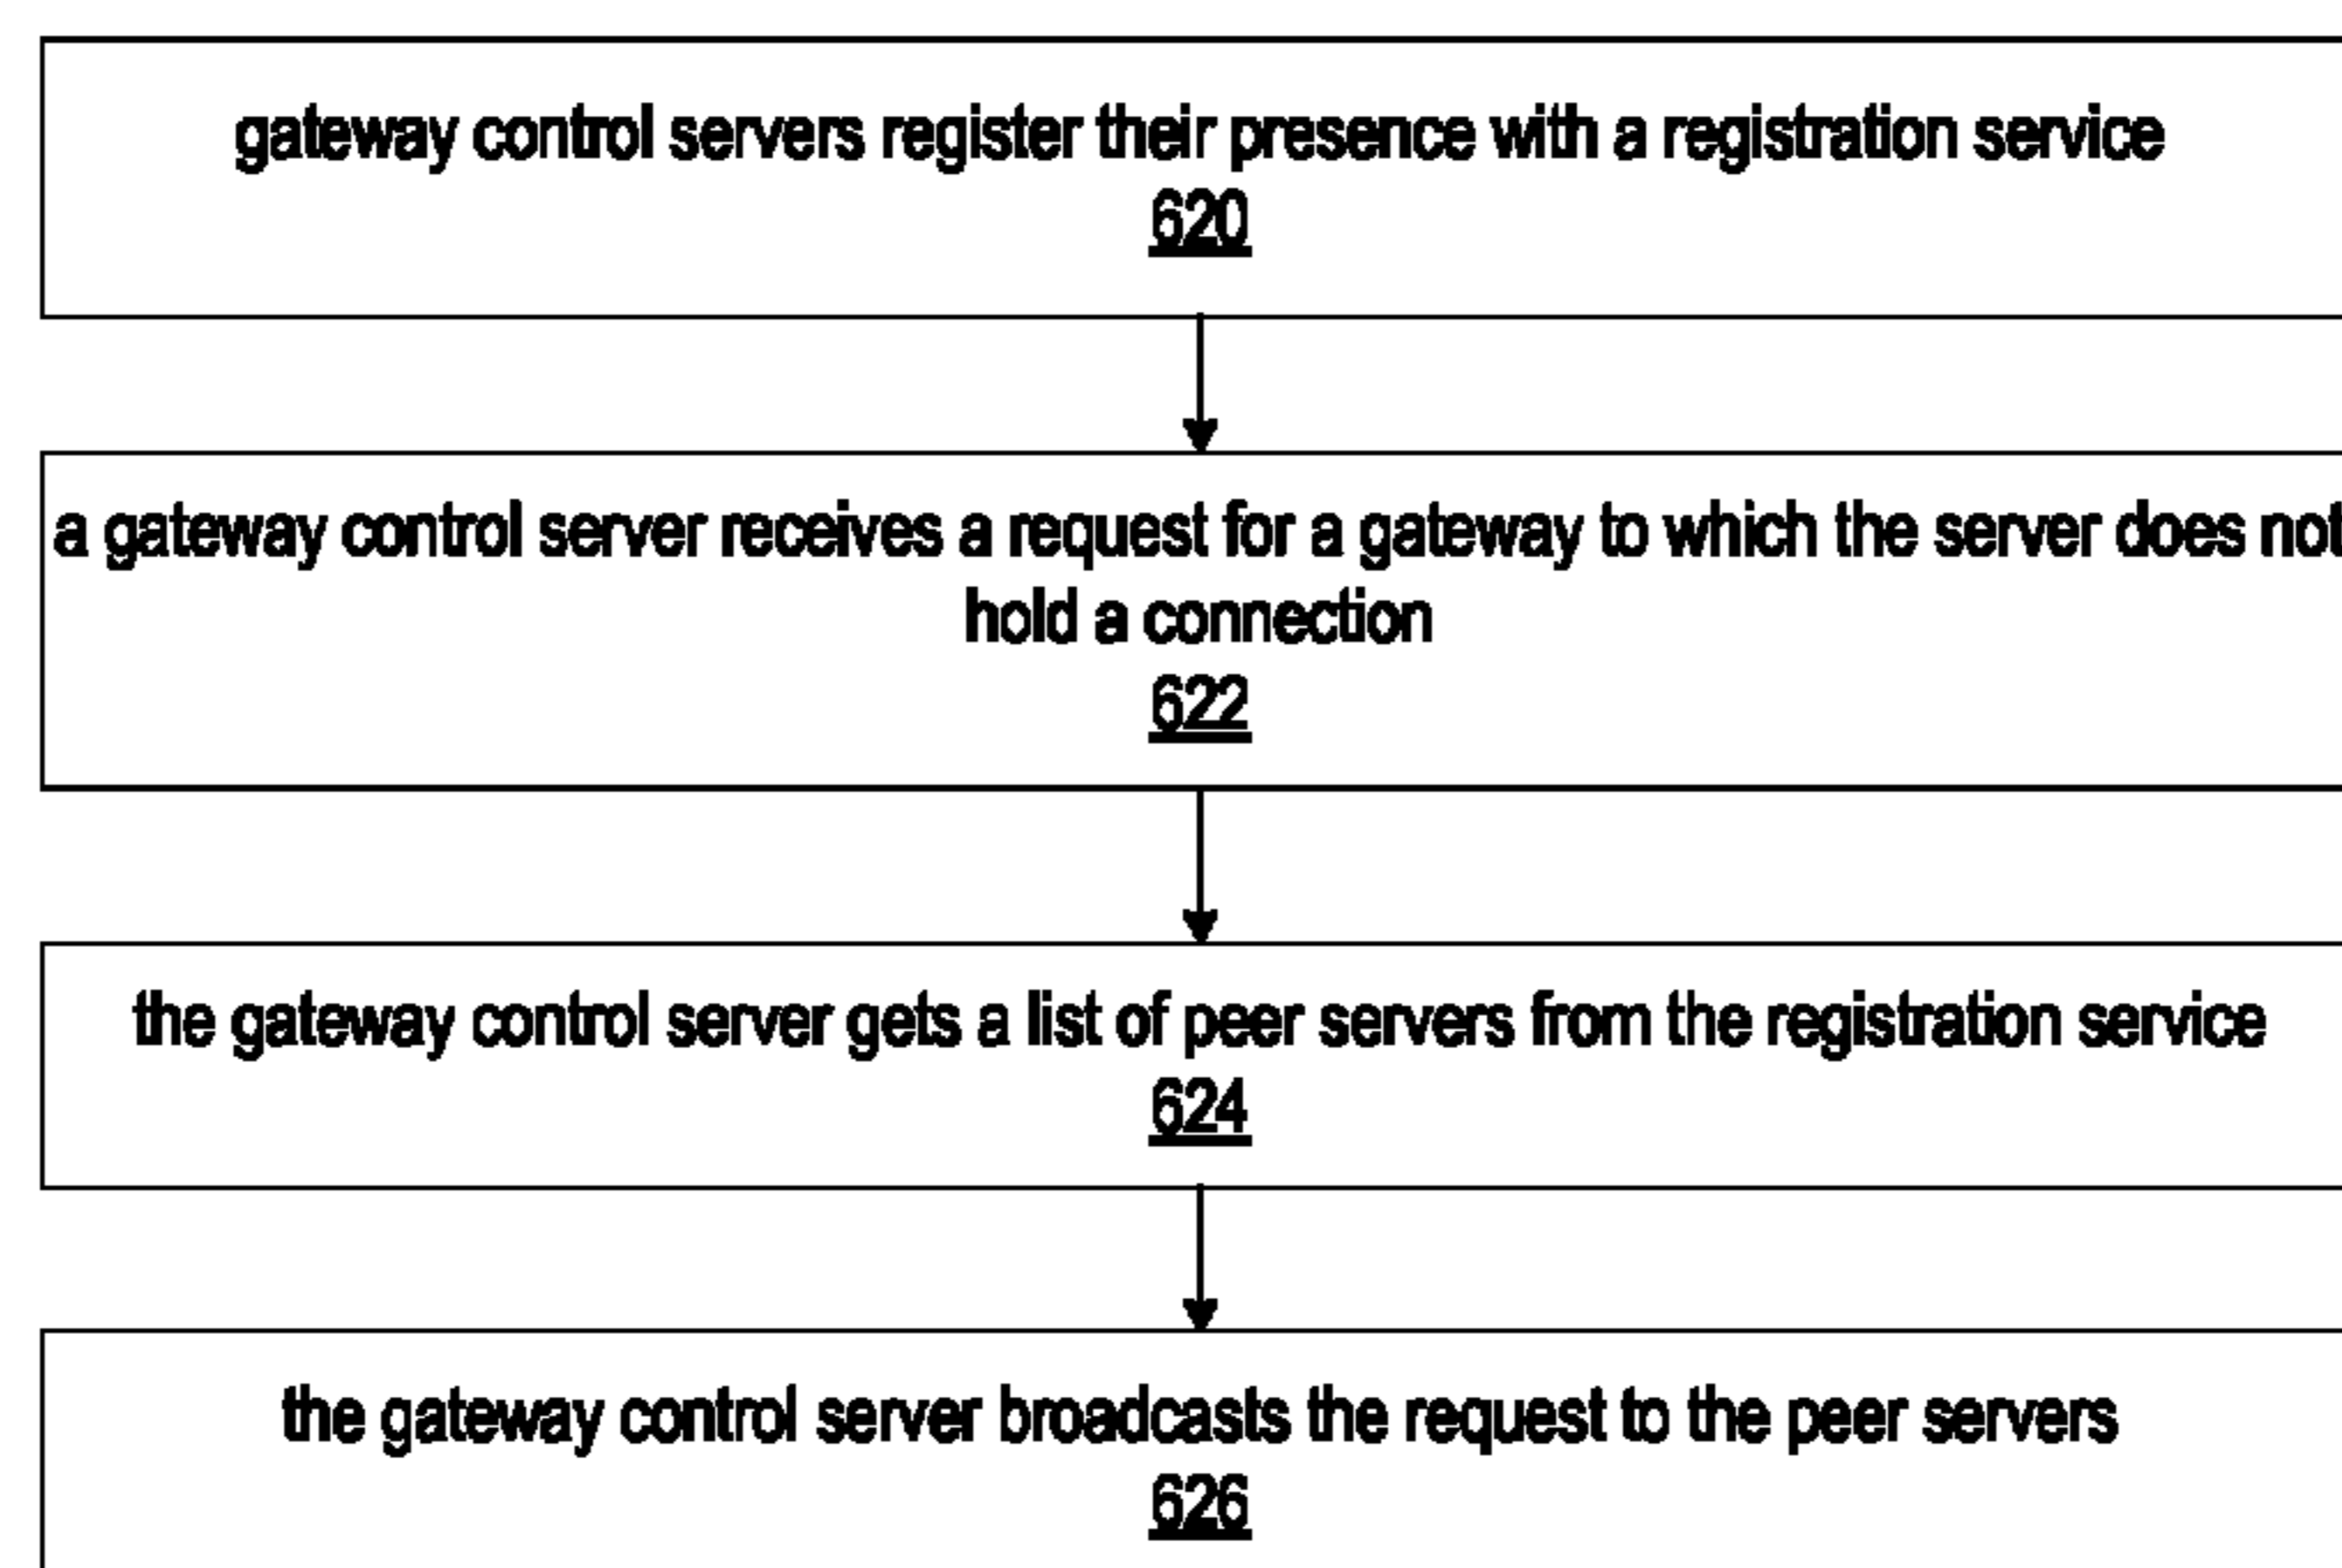 gateway control servers register their presence with a registration service
620
a gateway control server receives a request for a gateway to which the server does not
hold a connection
622
the gateway control server gets a list of peer servers from the registration service
624
the gateway control server broadcasts the request to the peer servers
626